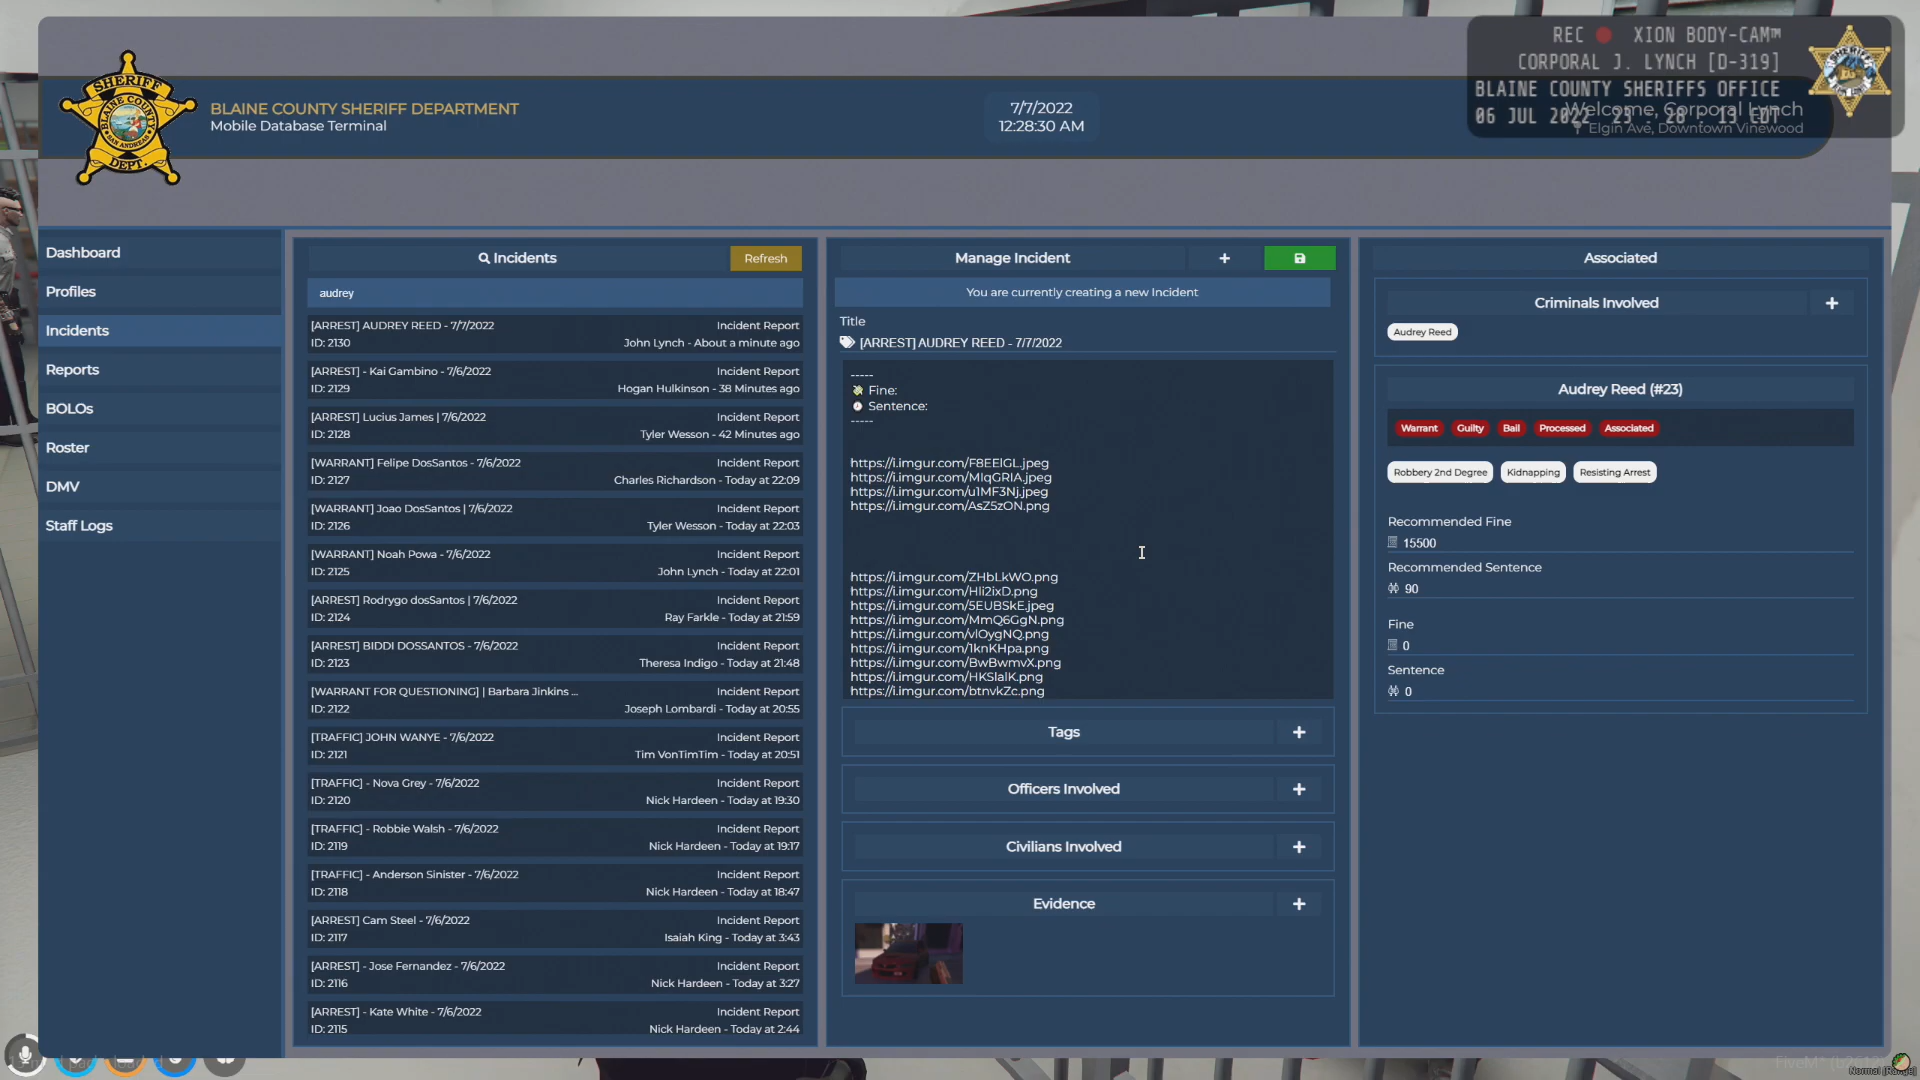 REC XION BODY-CAM™
CORPORAL J. LYNCH [D-319]
BLAINE COUNTY SHERIFFS OFFICE
06 JUL 2022 23 : 28 : 13 CDT
Welcome, Corporal Lynch
Elgin Ave, Downtown Vinewood
SHERIFF
BLAINE COUNTY
SAN ANDREAS
DEPT.
BLAINE COUNTY SHERIFF DEPARTMENT
Mobile Database Terminal
7/7/2022
12:28:30 AM
Dashboard
Profiles
Incidents
Reports
BOLOs
Roster
DMV
Staff Logs
Incidents
Refresh
audrey
[ARREST] AUDREY REED - 7/7/2022 Incident Report
ID: 2130 John Lynch - About a minute ago
[ARREST] - Kai Gambino - 7/6/2022 Incident Report
ID: 2129 Hogan Hulkinson - 38 Minutes ago
[ARREST] Lucius James | 7/6/2022 Incident Report
ID: 2128 Tyler Wesson - 42 Minutes ago
[WARRANT] Felipe DosSantos - 7/6/2022 Incident Report
ID: 2127 Charles Richardson - Today at 22:09
[WARRANT] Joao DosSantos | 7/6/2022 Incident Report
ID: 2126 Tyler Wesson - Today at 22:03
[WARRANT] Noah Powa - 7/6/2022 Incident Report
ID: 2125 John Lynch - Today at 22:01
[ARREST] Rodrygo dosSantos | 7/6/2022 Incident Report
ID: 2124 Ray Farkle - Today at 21:59
[ARREST] BIDDI DOSSANTOS - 7/6/2022 Incident Report
ID: 2123 Theresa Indigo - Today at 21:48
[WARRANT FOR QUESTIONING] | Barbara Jinkins ... Incident Report
ID: 2122 Joseph Lombardi - Today at 20:55
[TRAFFIC] JOHN WANYE - 7/6/2022 Incident Report
ID: 2121 Tim VonTimTim - Today at 20:51
[TRAFFIC] - Nova Grey - 7/6/2022 Incident Report
ID: 2120 Nick Hardeen - Today at 19:30
[TRAFFIC] - Robbie Walsh - 7/6/2022 Incident Report
ID: 2119 Nick Hardeen - Today at 19:17
[TRAFFIC] - Anderson Sinister - 7/6/2022 Incident Report
ID: 2118 Nick Hardeen - Today at 18:47
[ARREST] Cam Steel - 7/6/2022 Incident Report
ID: 2117 Isaiah King - Today at 3:43
[ARREST] - Jose Fernandez - 7/6/2022 Incident Report
ID: 2116 Nick Hardeen - Today at 3:27
[ARREST] - Kate White - 7/6/2022 Incident Report
ID: 2115 Nick Hardeen - Today at 2:44
Manage Incident
You are currently creating a new Incident
Title
[ARREST] AUDREY REED - 7/7/2022
-----
Fine:
Sentence:
-----
https://i.imgur.com/F8EElGL.jpeg
https://i.imgur.com/MIqGRIA.jpeg
https://i.imgur.com/u1MF3Nj.jpeg
https://i.imgur.com/AsZ5zON.png
https://i.imgur.com/ZHbLkWO.png
https://i.imgur.com/Hli2ixD.png
https://i.imgur.com/5EUBSkE.jpeg
https://i.imgur.com/MmQ6GgN.png
https://i.imgur.com/vlOygNQ.png
https://i.imgur.com/1knKHpa.png
https://i.imgur.com/BwBwmvX.png
https://i.imgur.com/HKSlalK.png
https://i.imgur.com/btnvkZc.png
Tags
Officers Involved
Civilians Involved
Evidence
Associated
Criminals Involved
Audrey Reed
Audrey Reed (#23)
Warrant Guilty Bail Processed Associated
Robbery 2nd Degree Kidnapping Resisting Arrest
Recommended Fine
15500
Recommended Sentence
90
Fine
0
Sentence
0